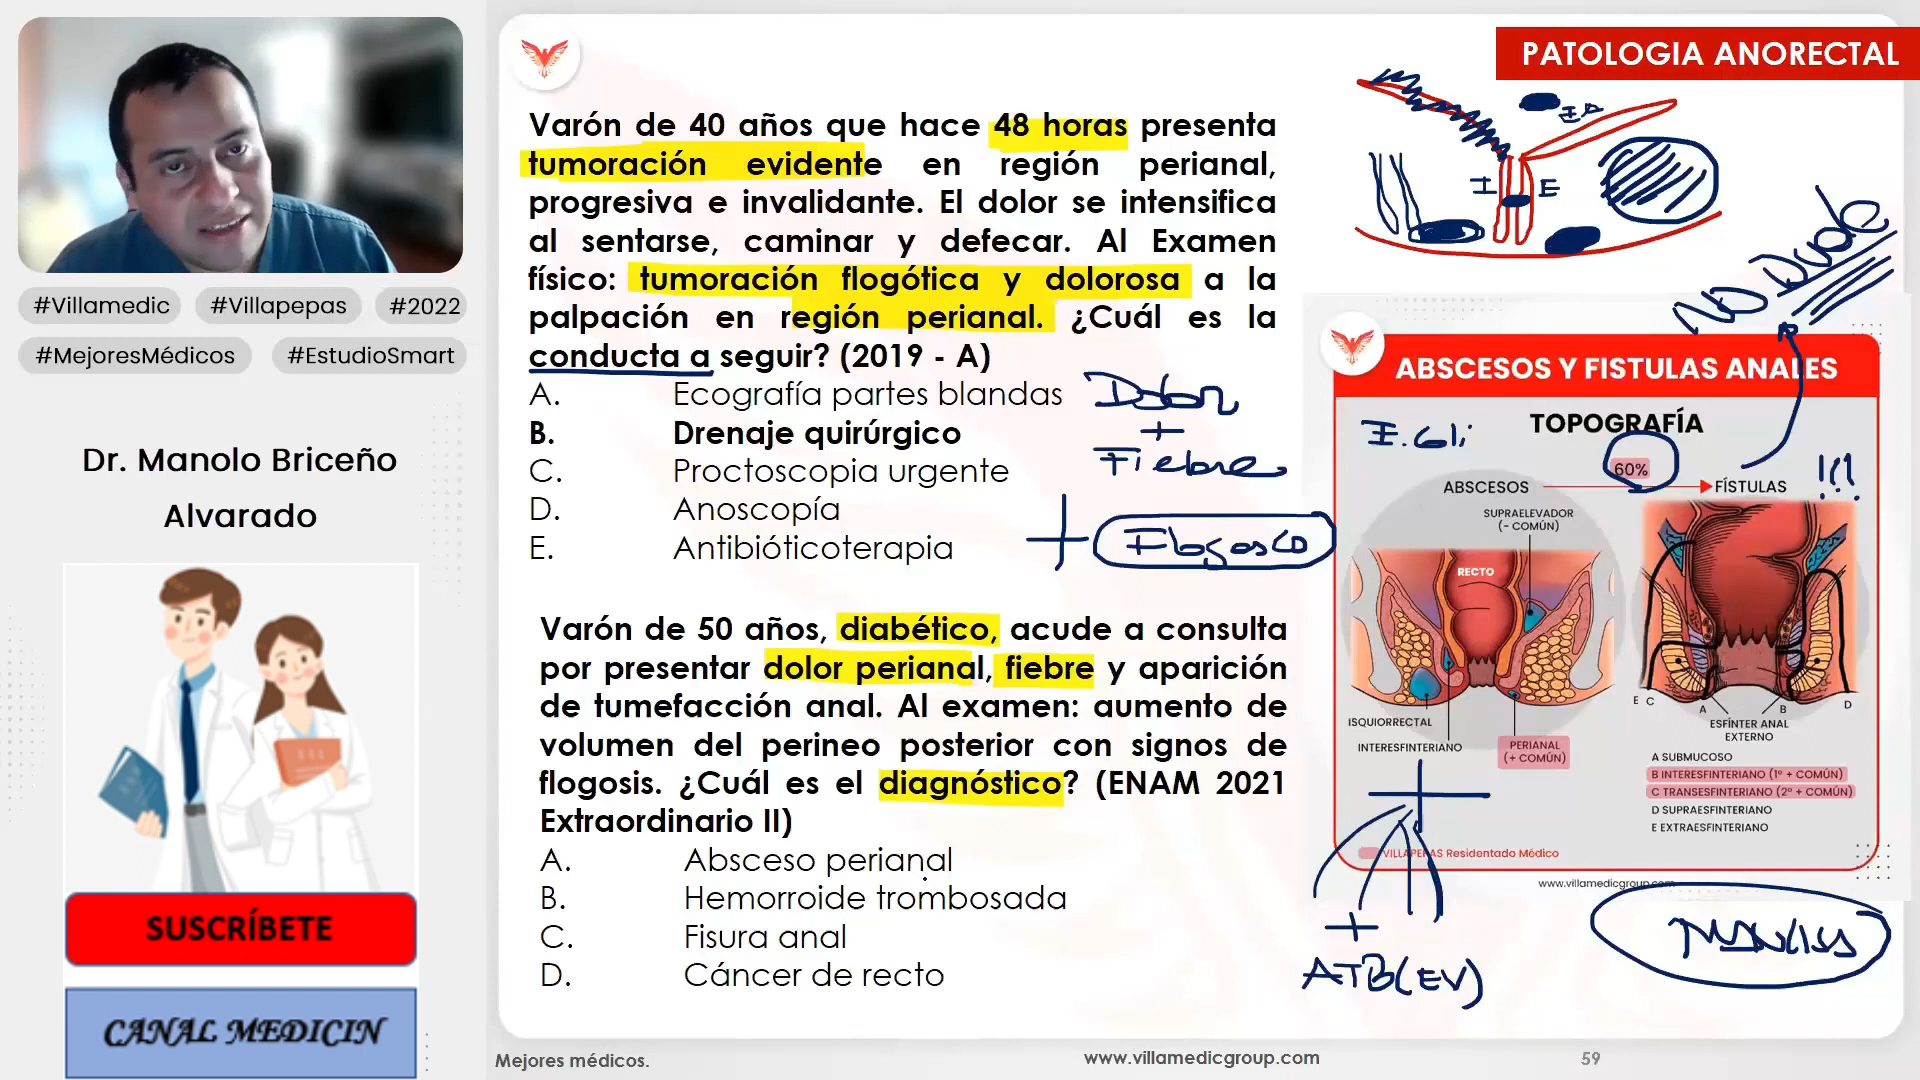 #Villamedic #Villapepas #2022
#MejoresMédicos #EstudioSmart
Dr. Manolo Briceño
Alvarado
SUSCRÍBETE
CANAL MEDICIN
PATOLOGIA ANORECTAL
Varón de 40 años que hace 48 horas presenta
tumoración evidente en región perianal,
progresiva e invalidante. El dolor se intensifica
al sentarse, caminar y defecar. Al Examen
físico: tumoración flogótica y dolorosa a la
palpación en región perianal. ¿Cuál es la
conducta a seguir? (2019 - A)
A. Ecografía partes blandas
B. Drenaje quirúrgico
C. Proctoscopia urgente
D. Anoscopía
E. Antibióticoterapia
Dolor
+
Fiebre
+
Varón de 50 años, diabético, acude a consulta
por presentar dolor perianal, fiebre y aparición
de tumefacción anal. Al examen: aumento de
volumen del perineo posterior con signos de
flogosis. ¿Cuál es el diagnóstico? (ENAM 2021
Extraordinario II)
A. Absceso perianal
B. Hemorroide trombosada
C. Fisura anal
D. Cáncer de recto
I E
ABSCESOS Y FISTULAS ANALES
TOPOGRAFÍA
E. Coli
60%
ABSCESOS FÍSTULAS !!!
SUPRAELEVADOR
(- COMÚN)
RECTO
ISQUIORRECTAL
INTERESFINTERIANO
PERIANAL
(+ COMÚN)
E C A B D
ESFÍNTER ANAL
EXTERNO
A SUBMUCOSO
B INTERESFINTERIANO (1° + COMÚN)
C TRANSESFINTERIANO (2° + COMÚN)
D SUPRAESFINTERIANO
E EXTRAESFINTERIANO
VILLAPEPAS Residentado Médico
www.villamedicgroup.com
+
ATB (EV)
Mejores médicos.
www.villamedicgroup.com
59